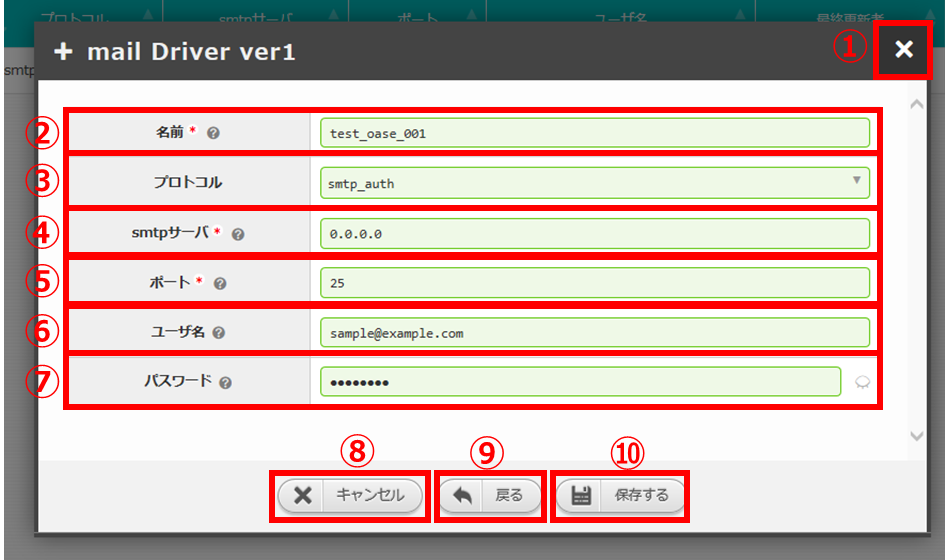 プロトコル smtpサーバ ポート ユーザ名 最終更新者
smtp
+ mail Driver ver1 ① ×
② 名前 * ? test_oase_001
③ プロトコル smtp_auth ▼
④ smtpサーバ * ? 0.0.0.0
⑤ ポート * ? 25
⑥ ユーザ名 ? sample@example.com
⑦ パスワード ? ●●●●●●●●
⑧ ⑨ ⑩
キャンセル 戻る 保存する